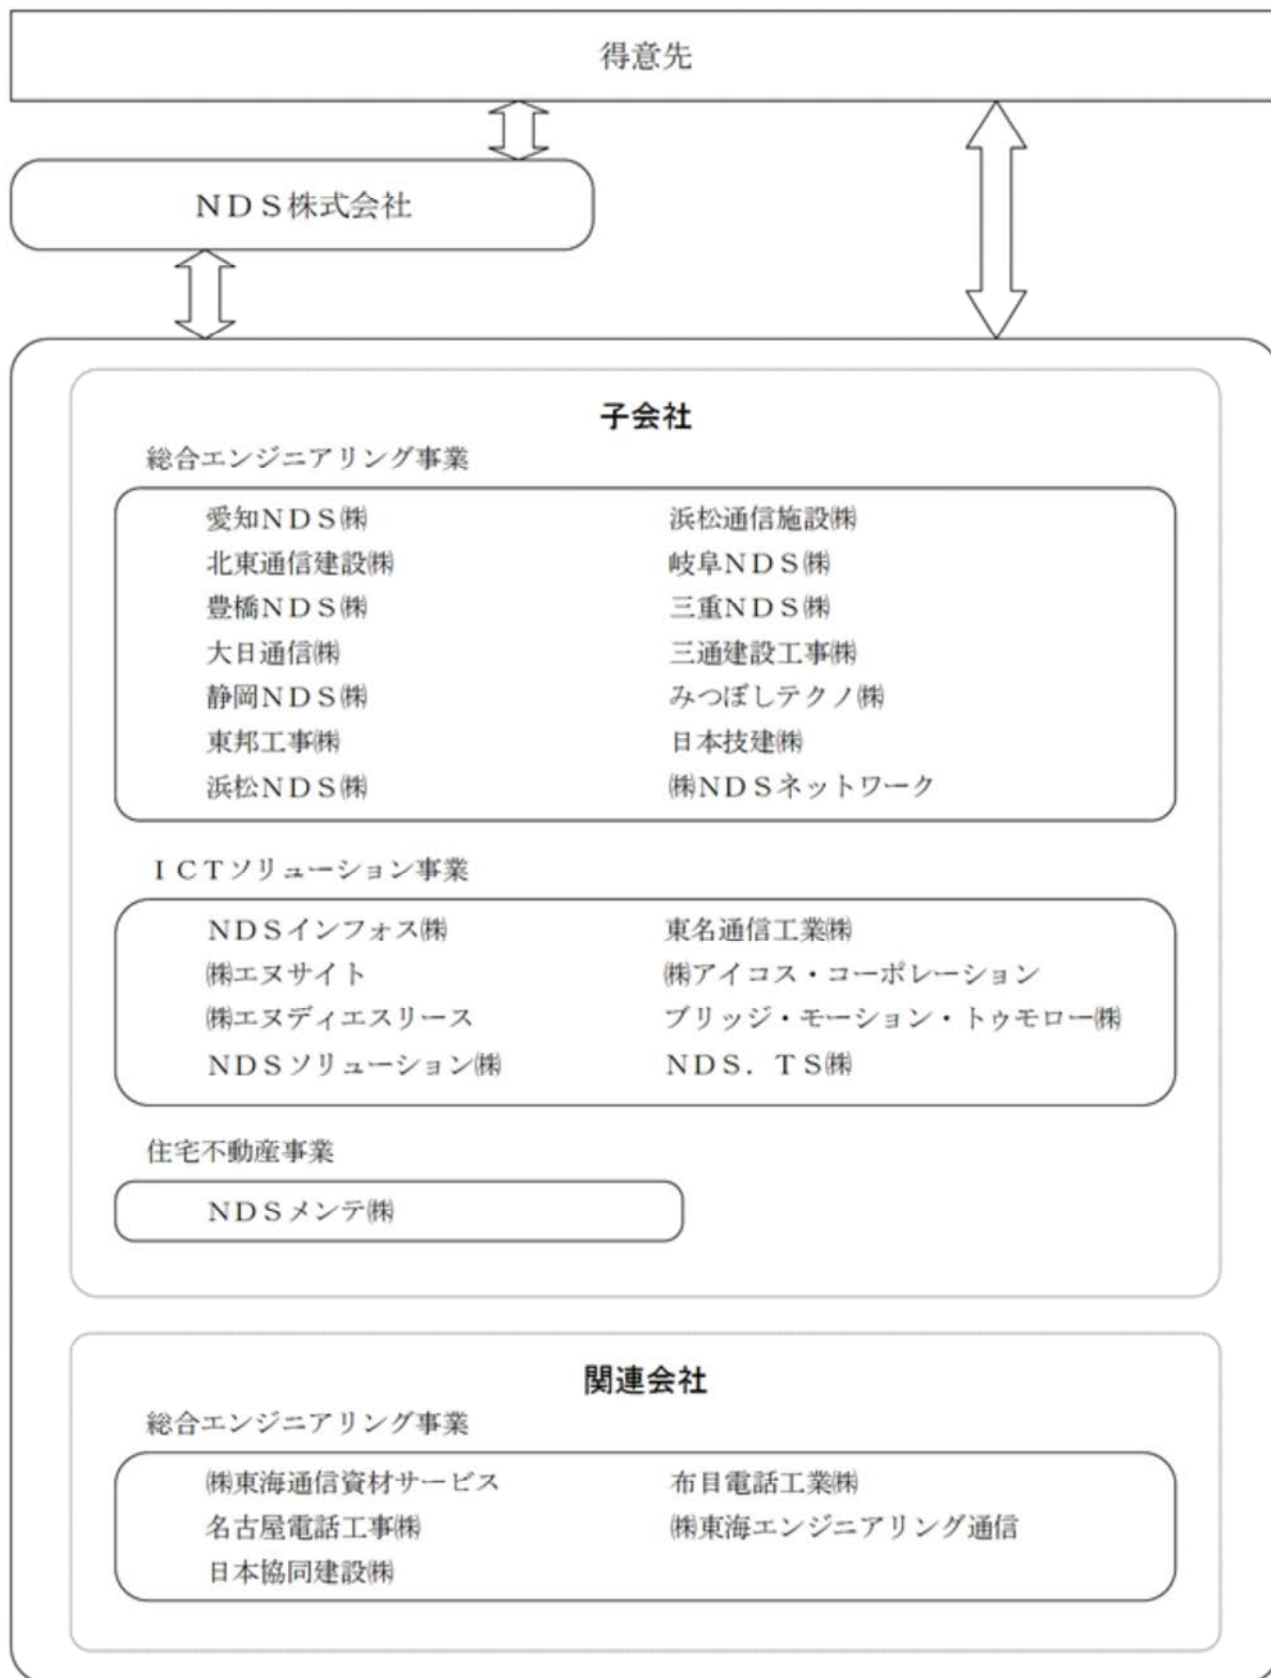 得意先
ＮＤＳ株式会社
子会社
総合エンジニアリング事業
愛知ＮＤＳ㈱
浜松通信施設㈱
北東通信建設㈱
岐阜ＮＤＳ㈱
豊橋ＮＤＳ㈱
三重ＮＤＳ㈱
大日通信㈱
三通建設工事㈱
静岡ＮＤＳ㈱
みつぼしテクノ㈱
東邦工事㈱
日本技建㈱
浜松ＮＤＳ㈱
㈱ＮＤＳネットワーク
ＩＣＴソリューション事業
ＮＤＳインフォス㈱
東名通信工業㈱
㈱エヌサイト
㈱アイコス・コーポレーション
㈱エヌディエスリース
ブリッジ・モーション・トゥモロー㈱
ＮＤＳソリューション㈱
ＮＤＳ．ＴＳ㈱
住宅不動産事業
ＮＤＳメンテ㈱
関連会社
総合エンジニアリング事業
㈱東海通信資材サービス
布目電話工業㈱
名古屋電話工事㈱
㈱東海エンジニアリング通信
日本協同建設㈱